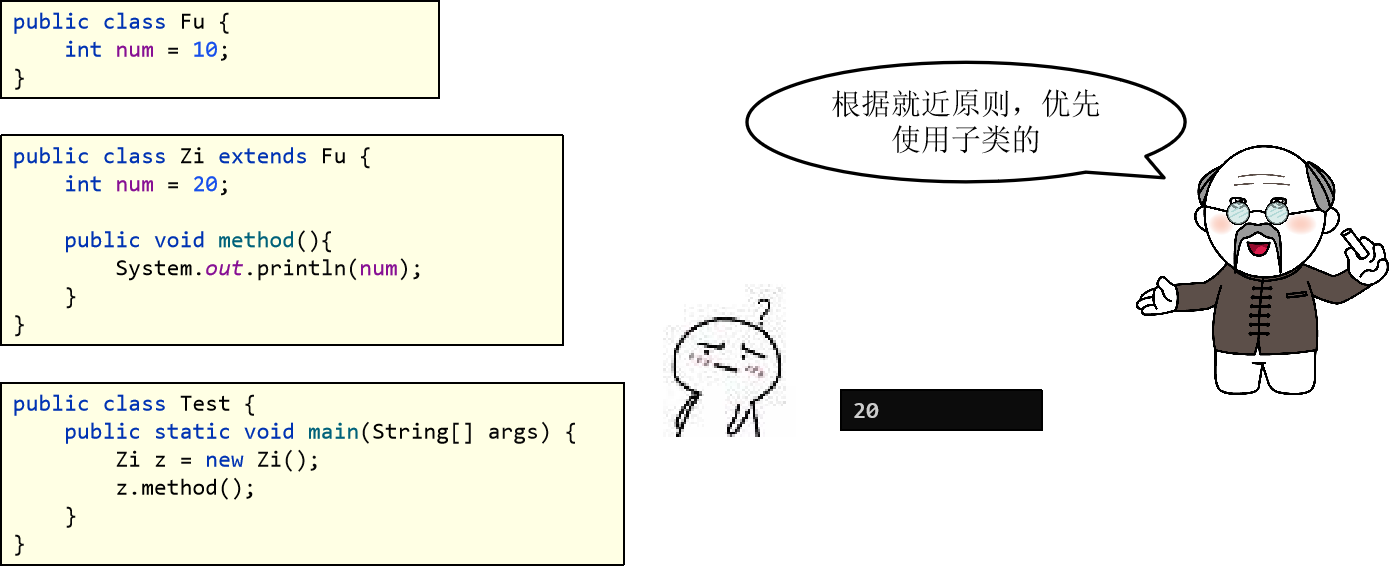 public class Fu {
    int num = 10;
}
public class Zi extends Fu {
    int num = 20;
    public void method(){
        System.out.println(num);
    }
}
public class Test {
    public static void main(String[] args) {
        Zi z = new Zi();
        z.method();
    }
}
根据就近原则，优先
使用子类的
?
20